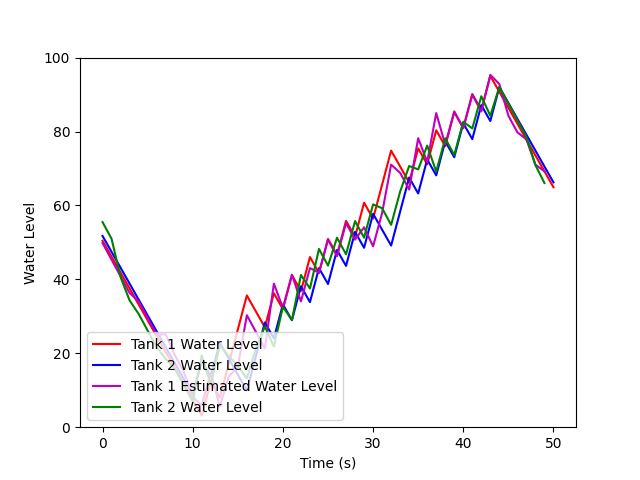 100
80
60
40
20
0
Water Level
Tank 1 Water Level
Tank 2 Water Level
Tank 1 Estimated Water Level
Tank 2 Water Level
0 10 20 30 40 50
Time (s)